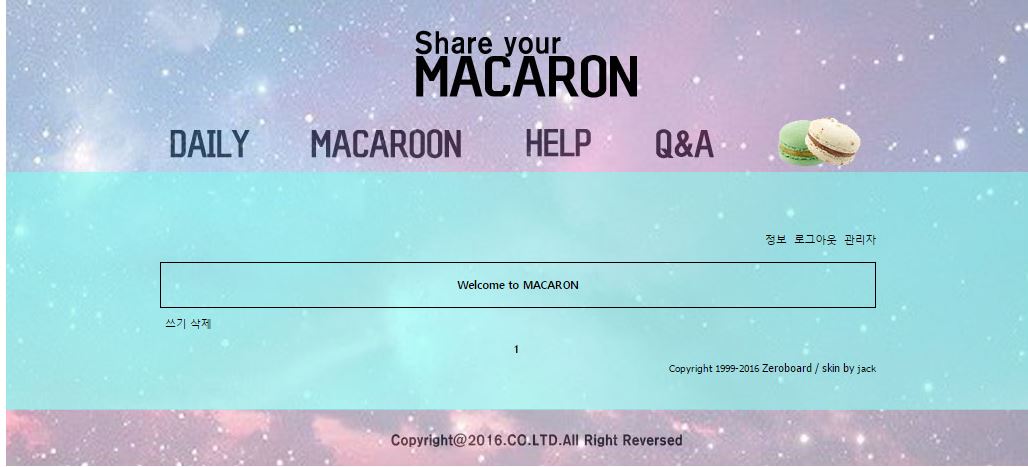 Share your
MACARON
DAILY MACAROON HELP Q&A
정보 로그아웃 관리자
Welcome to MACARON
쓰기 삭제
1
Copyright 1999-2016 Zeroboard / skin by jack
Copyright@2016.CO.LTD.All Right Reversed